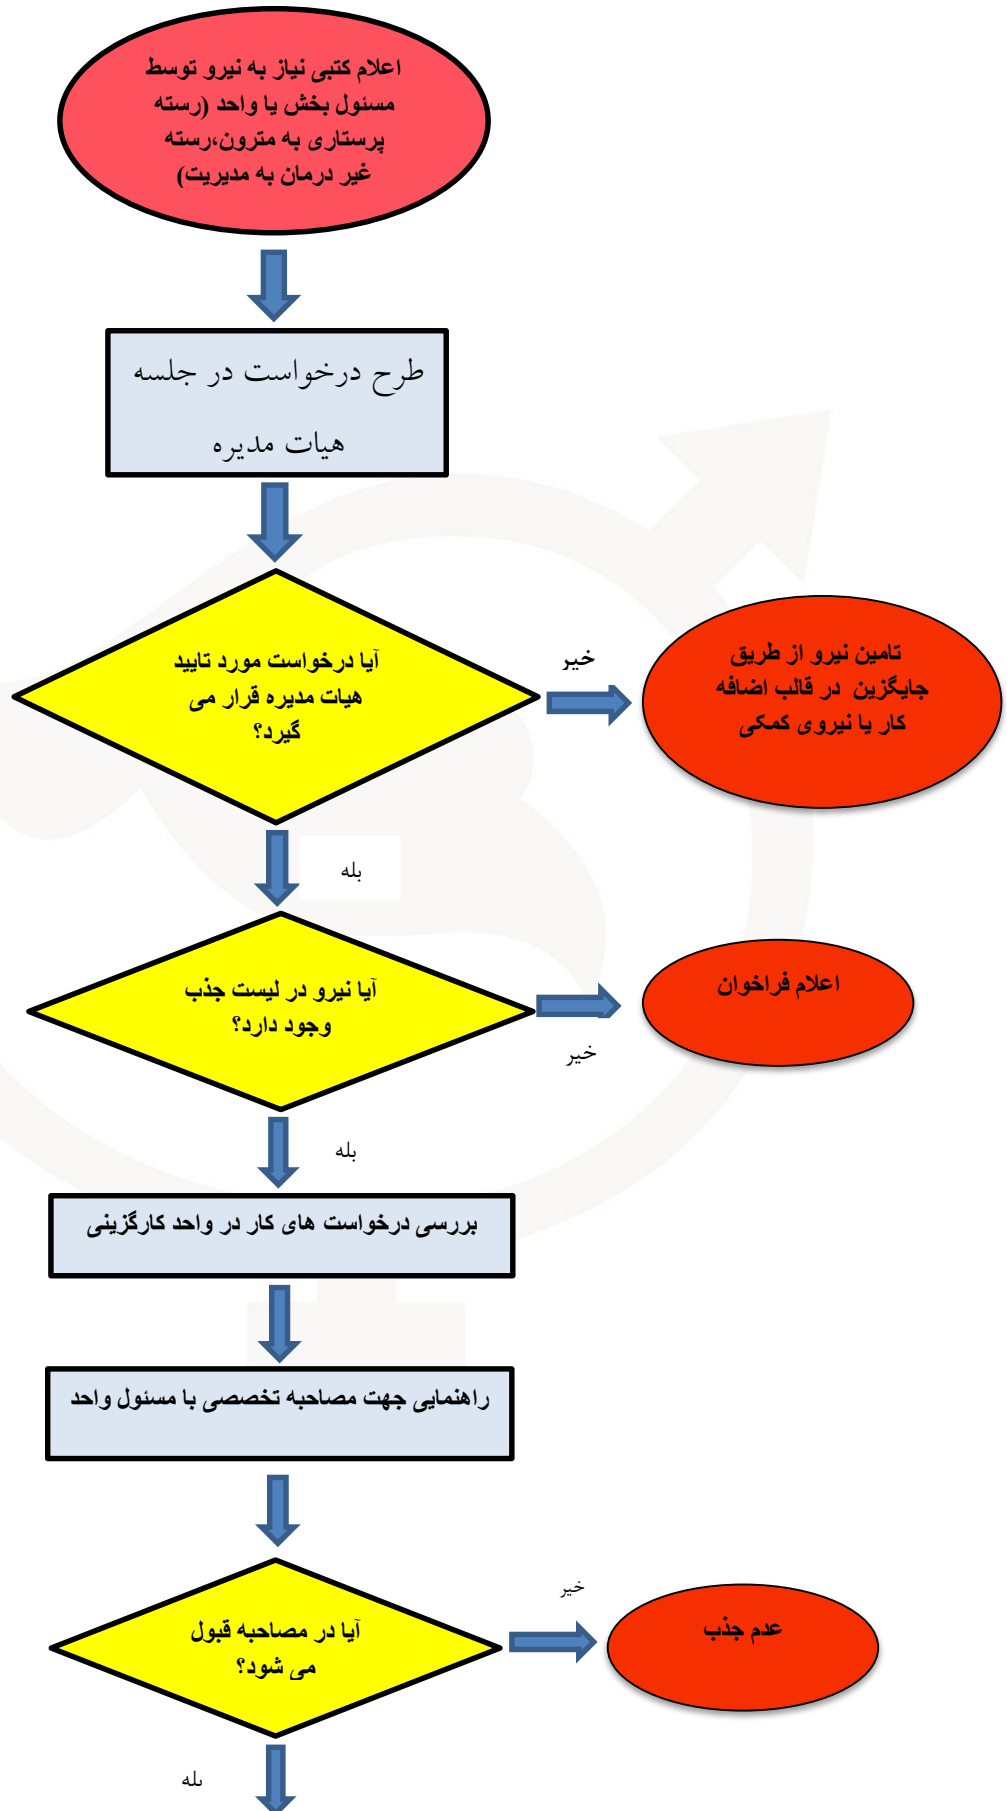 اعلام کتبی نیاز به نیرو توسط
مسئول بخش یا واحد (رسته
پرستاری به مترون،رسته
غیر درمان به مدیریت)
طرح درخواست در جلسه
هیات مدیره
آیا درخواست مورد تایید
هیات مدیره قرار می
گیرد؟
خیر
تامین نیرو از طریق
جایگزین در قالب اضافه
کار یا نیروی کمکی
بله
آیا نیرو در لیست جذب
وجود دارد؟
خیر
اعلام فراخوان
بله
بررسی درخواست های کار در واحد کارگزینی
راهنمایی جهت مصاحبه تخصصی با مسئول واحد
آیا در مصاحبه قبول
می شود؟
خیر
عدم جذب
بله